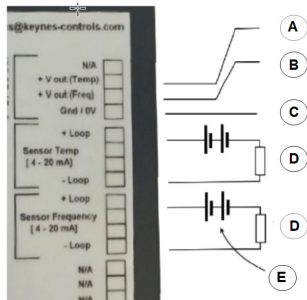 s@keynes-controls.com
N/A
+ V out (Temp)
+ V out (Freq)
Gnd / 0V
+ Loop
Sensor Temp
[ 4 - 20 mA]
- Loop
+ Loop
Sensor Frequency
[ 4 - 20 mA]
- Loop
N/A
N/A
N/A
A
B
C
D
D
E